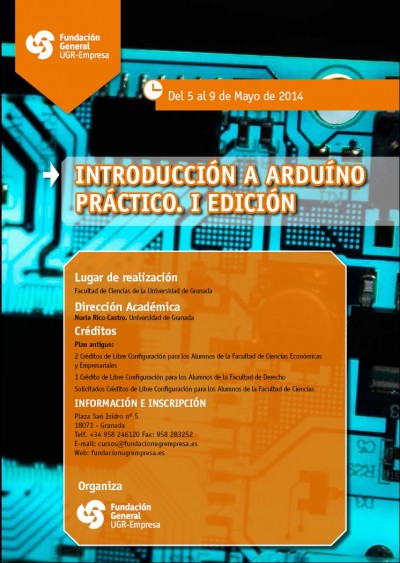 Fundación
General
UGR-Empresa
Del 5 al 9 de Mayo de 2014
INTRODUCCIÓN A ARDUÍNO
PRÁCTICO. I EDICIÓN
Lugar de realización
Facultad de Ciencias de la Universidad de Granada
Dirección Académica
Nuria Rico Castro. Universidad de Granada
Créditos
Plan antiguo:
2 Créditos de Libre Configuración para los Alumnos de la Facultad de Ciencias Económicas
y Empresariales
1 Crédito de Libre Configuración para los Alumnos de la Facultad de Derecho
Solicitados Créditos de Libre Configuración para los Alumnos de la Facultad de Ciencias
INFORMACIÓN E INSCRIPCIÓN
Plaza San Isidro nº 5
18071 - Granada
Telf. +34 958 246120 Fax: 958 283252
E-mail: cursos@fundacionugrempresa.es
Web: fundacionugrempresa.es
Organiza
Fundación
General
UGR-Empresa